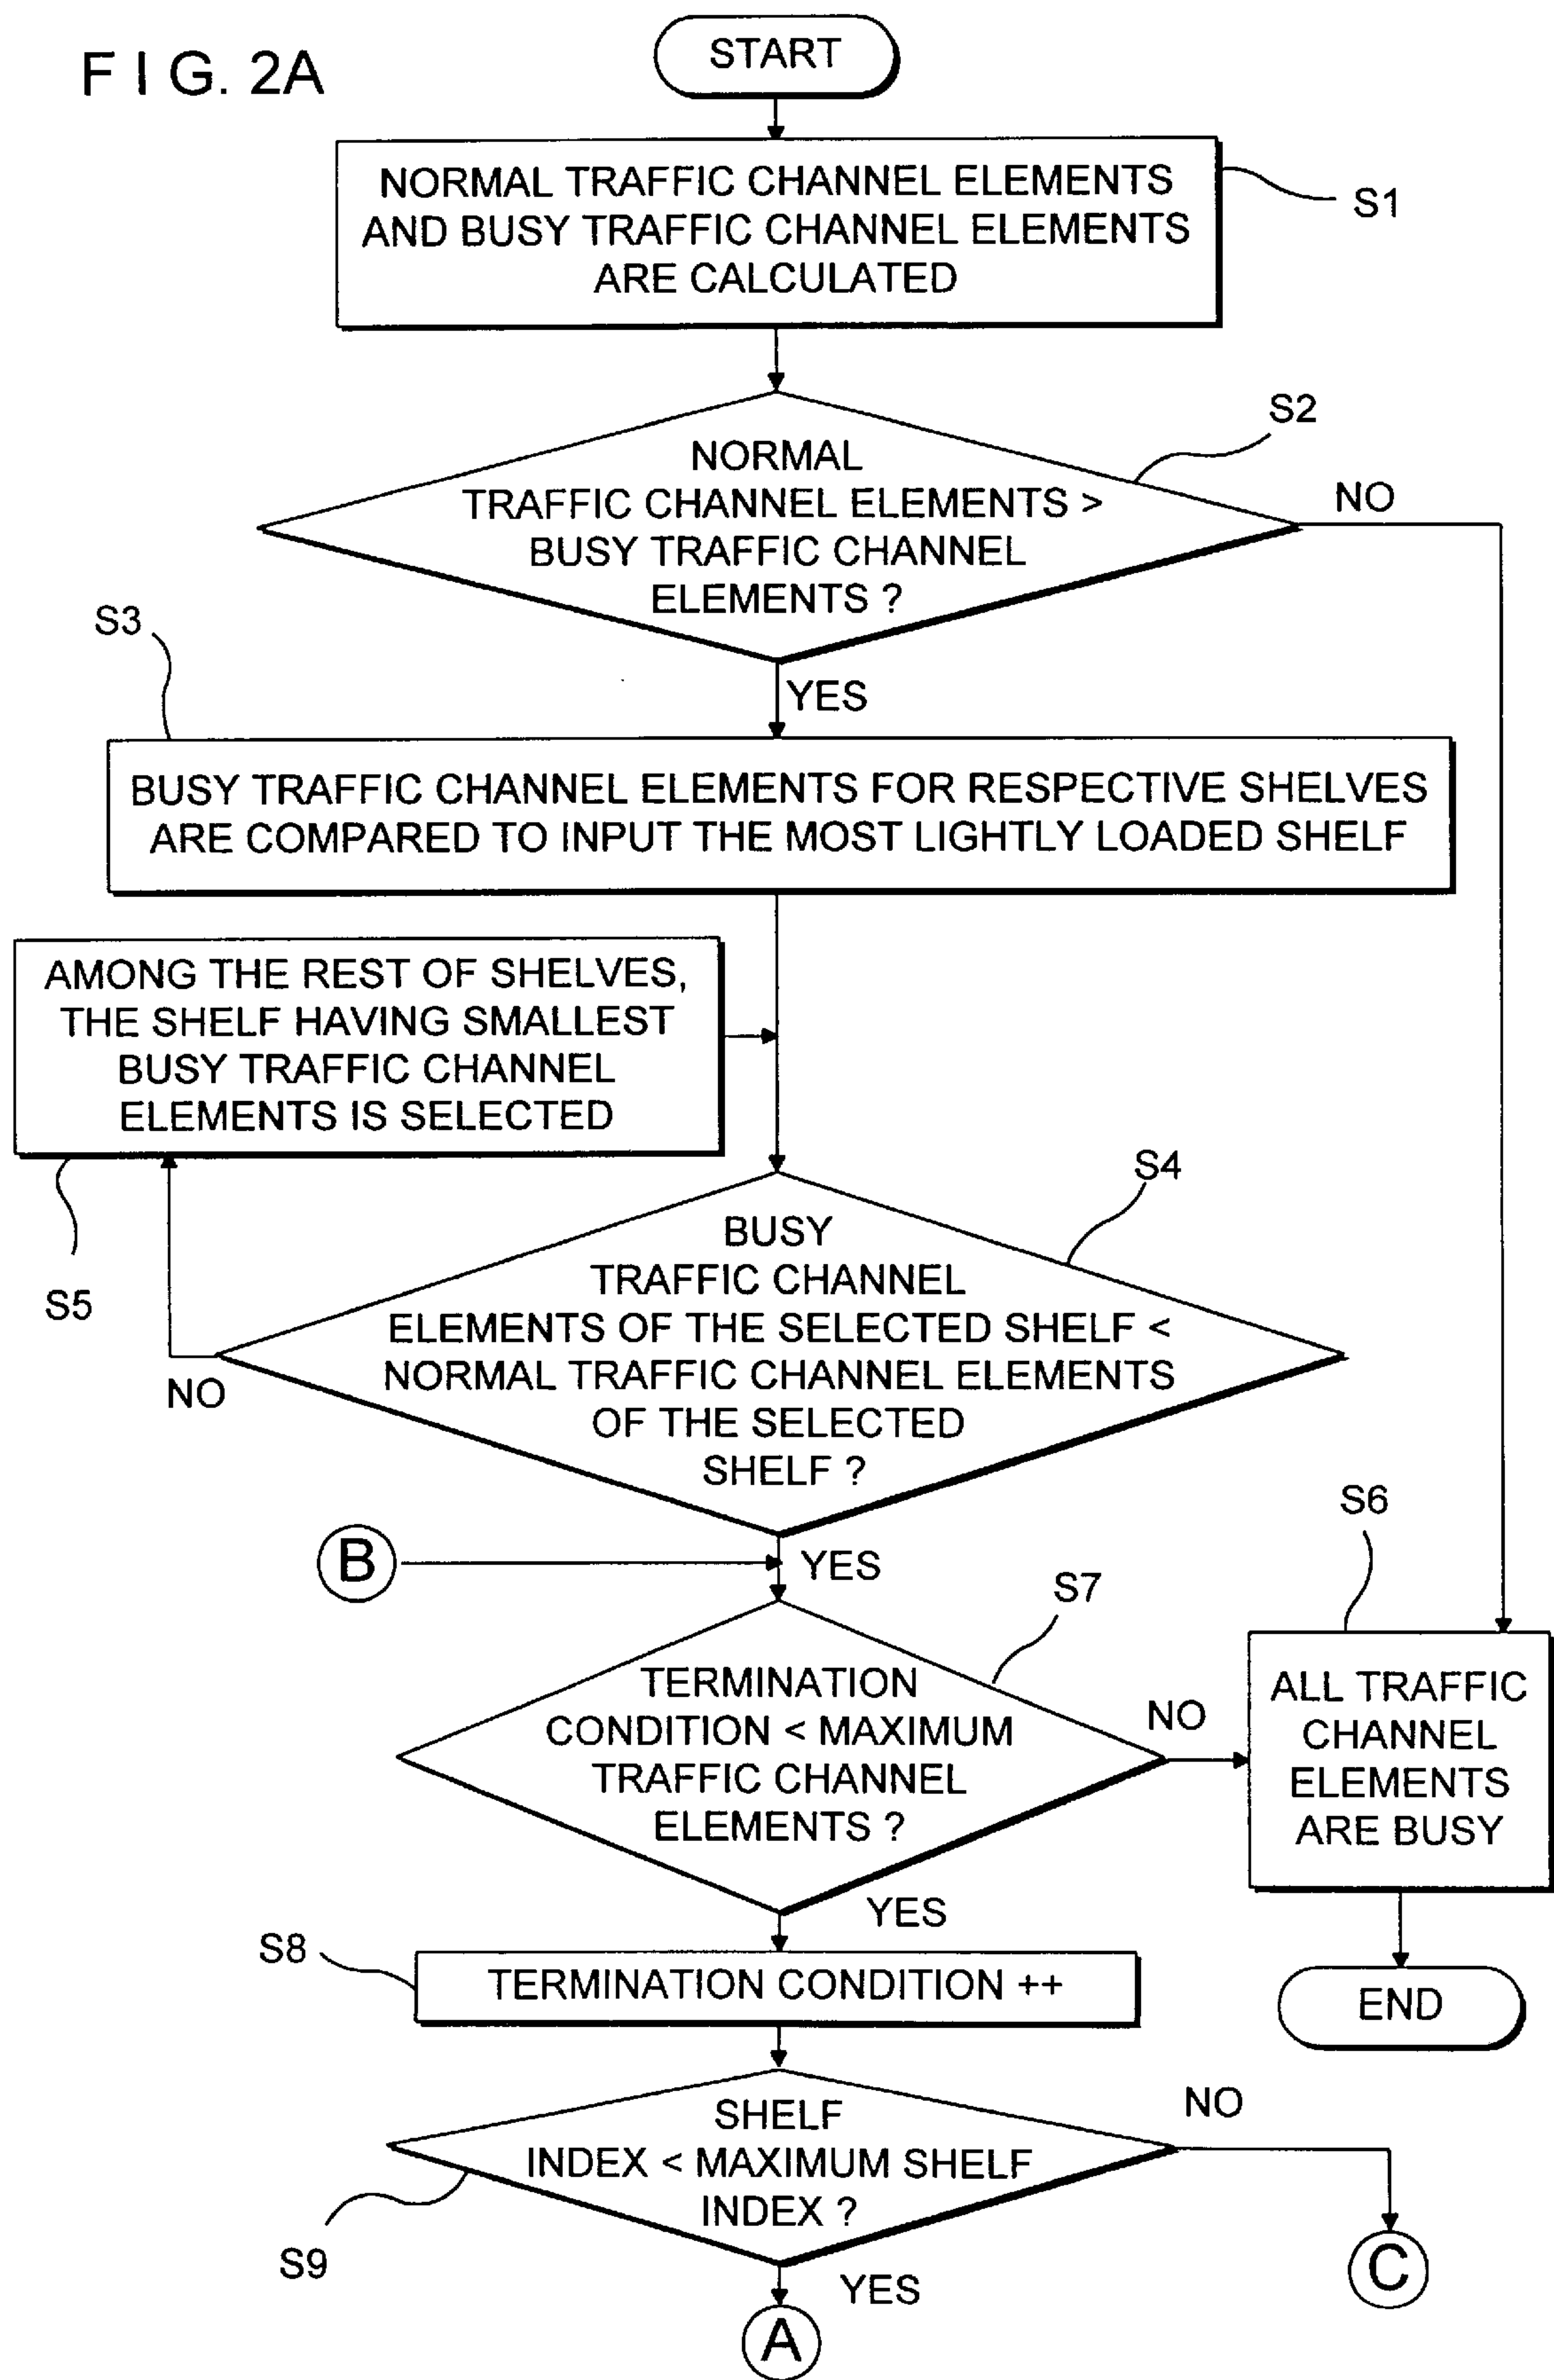 F I G. 2A
START
NORMAL TRAFFIC CHANNEL ELEMENTS
AND BUSY TRAFFIC CHANNEL ELEMENTS
ARE CALCULATED
S1
NORMAL
TRAFFIC CHANNEL ELEMENTS >
BUSY TRAFFIC CHANNEL
ELEMENTS ?
S2
NO
YES
S3
BUSY TRAFFIC CHANNEL ELEMENTS FOR RESPECTIVE SHELVES
ARE COMPARED TO INPUT THE MOST LIGHTLY LOADED SHELF
AMONG THE REST OF SHELVES,
THE SHELF HAVING SMALLEST
BUSY TRAFFIC CHANNEL
ELEMENTS IS SELECTED
S5
S4
BUSY
TRAFFIC CHANNEL
ELEMENTS OF THE SELECTED SHELF <
NORMAL TRAFFIC CHANNEL ELEMENTS
OF THE SELECTED
SHELF ?
NO
B
YES
S7
TERMINATION
CONDITION < MAXIMUM
TRAFFIC CHANNEL
ELEMENTS ?
NO
S6
ALL TRAFFIC
CHANNEL
ELEMENTS
ARE BUSY
YES
END
S8
TERMINATION CONDITION ++
SHELF
INDEX < MAXIMUM SHELF
INDEX ?
NO
S9
YES
C
A